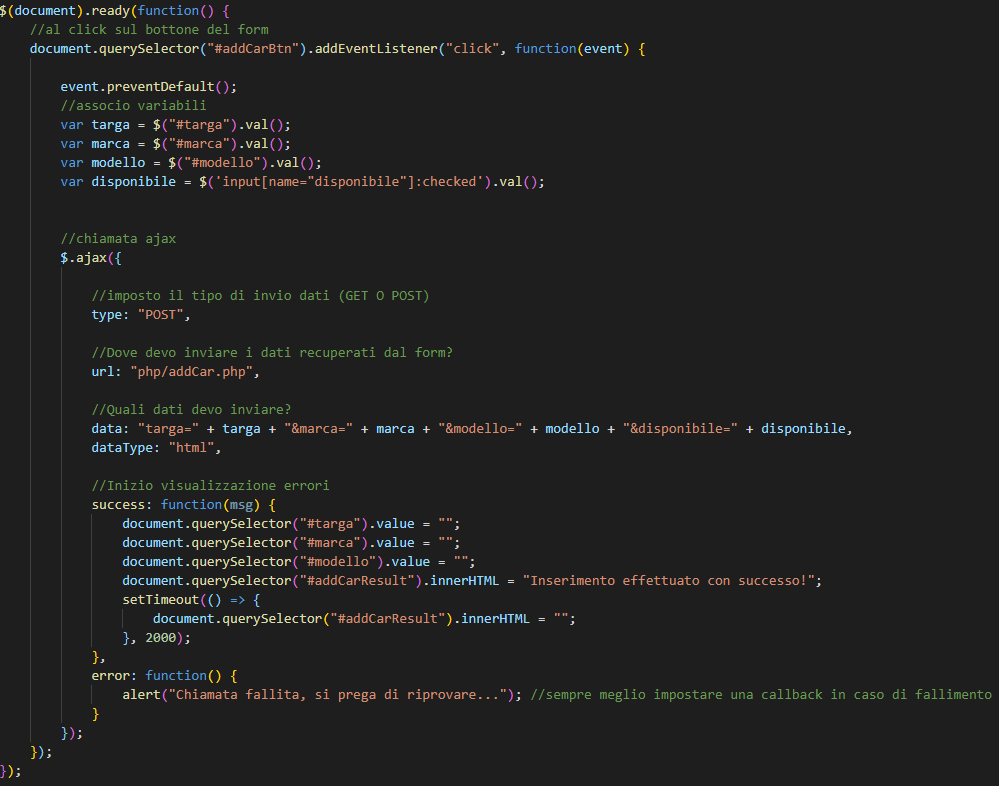 $(document).ready(function() {
//al click sul bottone del form
document.querySelector("#addCarBtn").addEventListener("click", function(event) {
event.preventDefault();
//associo variabili
var targa = $("#targa").val();
var marca = $("#marca").val();
var modello = $("#modello").val();
var disponibile = $('input[name="disponibile"]:checked').val();
//chiamata ajax
$.ajax({
//imposto il tipo di invio dati (GET O POST)
type: "POST",
//Dove devo inviare i dati recuperati dal form?
url: "php/addCar.php",
//Quali dati devo inviare?
data: "targa=" + targa + "&marca=" + marca + "&modello=" + modello + "&disponibile=" + disponibile,
dataType: "html",
//Inizio visualizzazione errori
success: function(msg) {
document.querySelector("#targa").value = "";
document.querySelector("#marca").value = "";
document.querySelector("#modello").value = "";
document.querySelector("#addCarResult").innerHTML = "Inserimento effettuato con successo!";
setTimeout(() => {
document.querySelector("#addCarResult").innerHTML = "";
}, 2000);
},
error: function() {
alert("Chiamata fallita, si prega di riprovare..."); //sempre meglio impostare una callback in caso di fallimento
}
});
});
});